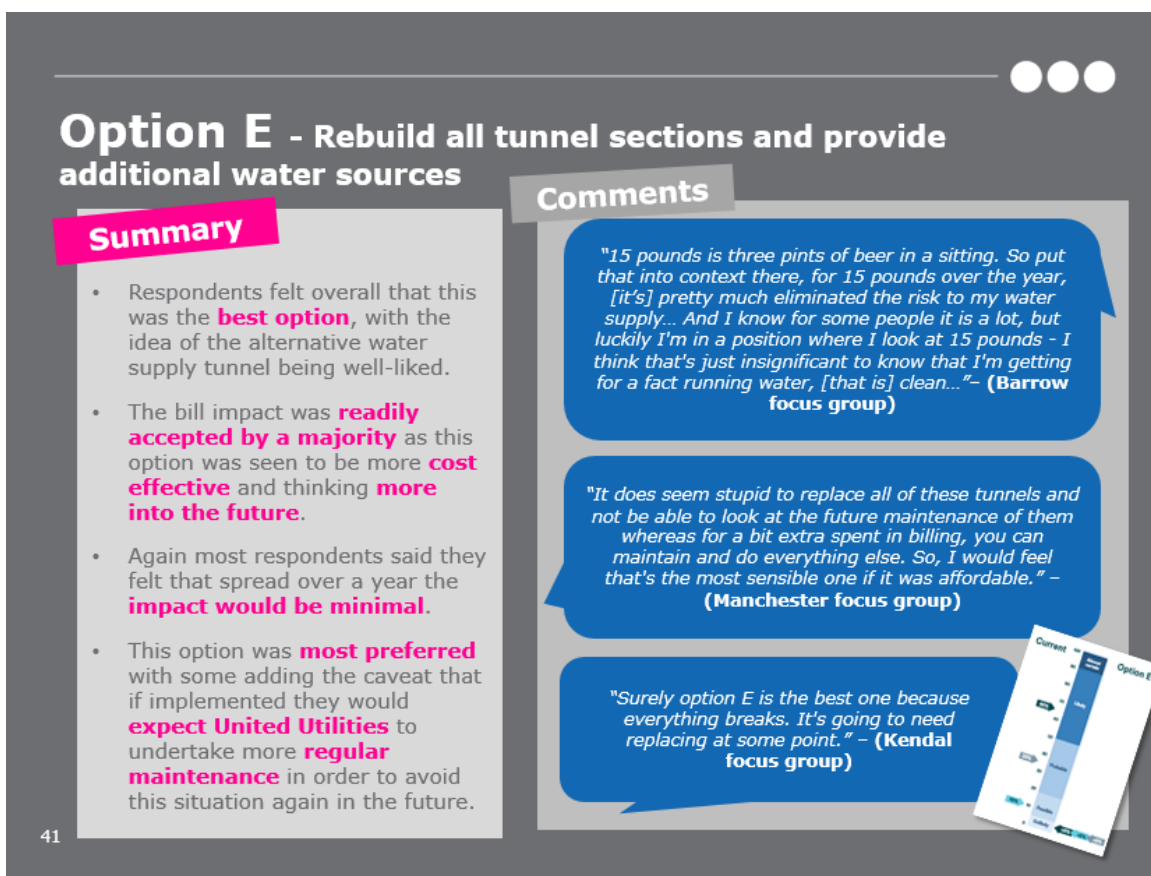 Option E - Rebuild all tunnel sections and provide
additional water sources
Summary
• Respondents felt overall that this
was the best option, with the
idea of the alternative water
supply tunnel being well-liked.
• The bill impact was readily
accepted by a majority as this
option was seen to be more cost
effective and thinking more
into the future.
• Again most respondents said they
felt that spread over a year the
impact would be minimal.
• This option was most preferred
with some adding the caveat that
if implemented they would
expect United Utilities to
undertake more regular
maintenance in order to avoid
this situation again in the future.
Comments
"15 pounds is three pints of beer in a sitting. So put
that into context there, for 15 pounds over the year,
[it's] pretty much eliminated the risk to my water
supply… And I know for some people it is a lot, but
luckily I'm in a position where I look at 15 pounds - I
think that's just insignificant to know that I'm getting
for a fact running water, [that is] clean…"– (Barrow
focus group)
"It does seem stupid to replace all of these tunnels and
not be able to look at the future maintenance of them
whereas for a bit extra spent in billing, you can
maintain and do everything else. So, I would feel
that's the most sensible one if it was affordable." –
(Manchester focus group)
"Surely option E is the best one because
everything breaks. It's going to need
replacing at some point." – (Kendal
focus group)
Current
Option E
41